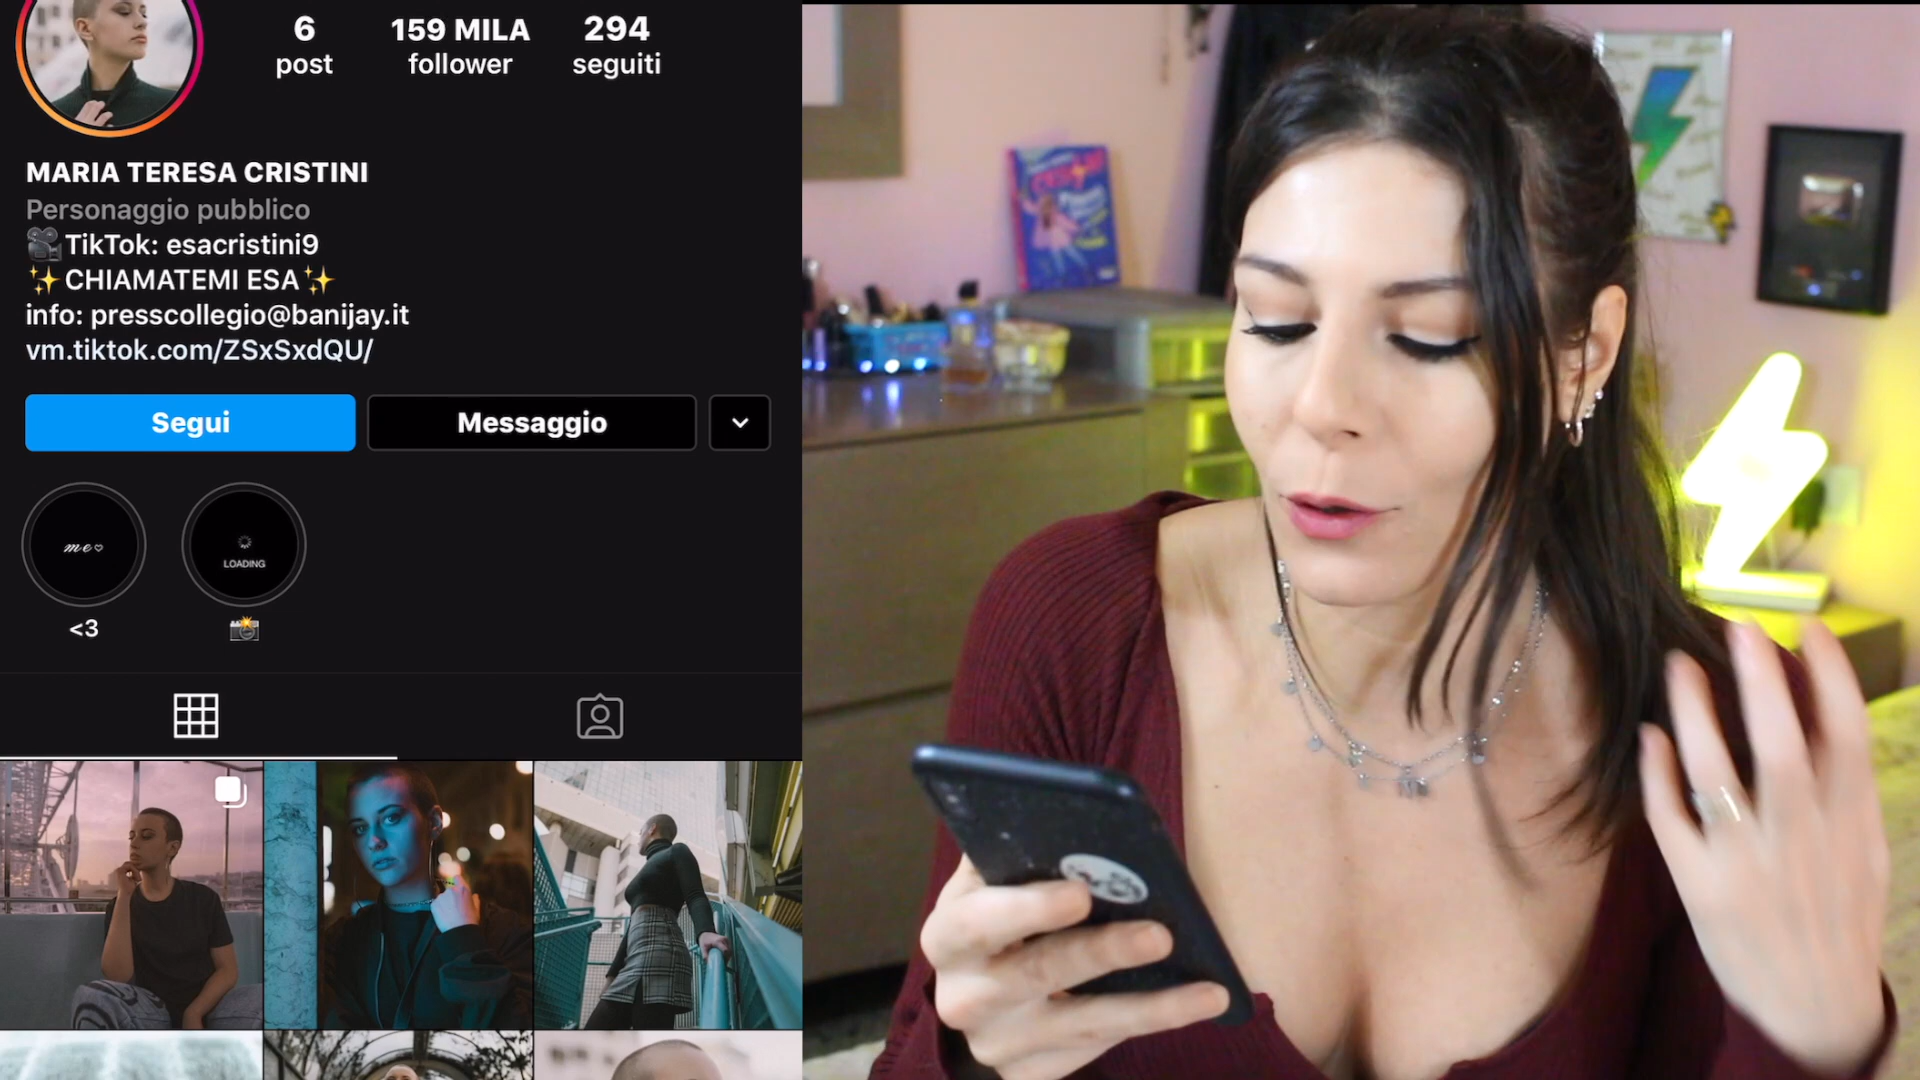 6
post
159 MILA
follower
294
seguiti
MARIA TERESA CRISTINI
Personaggio pubblico
🎥TikTok: esacristini9
✨CHIAMATEMI ESA✨
info: presscollegio@banijay.it
vm.tiktok.com/ZSxSxdQU/
Segui
Messaggio
me♡
LOADING
<3